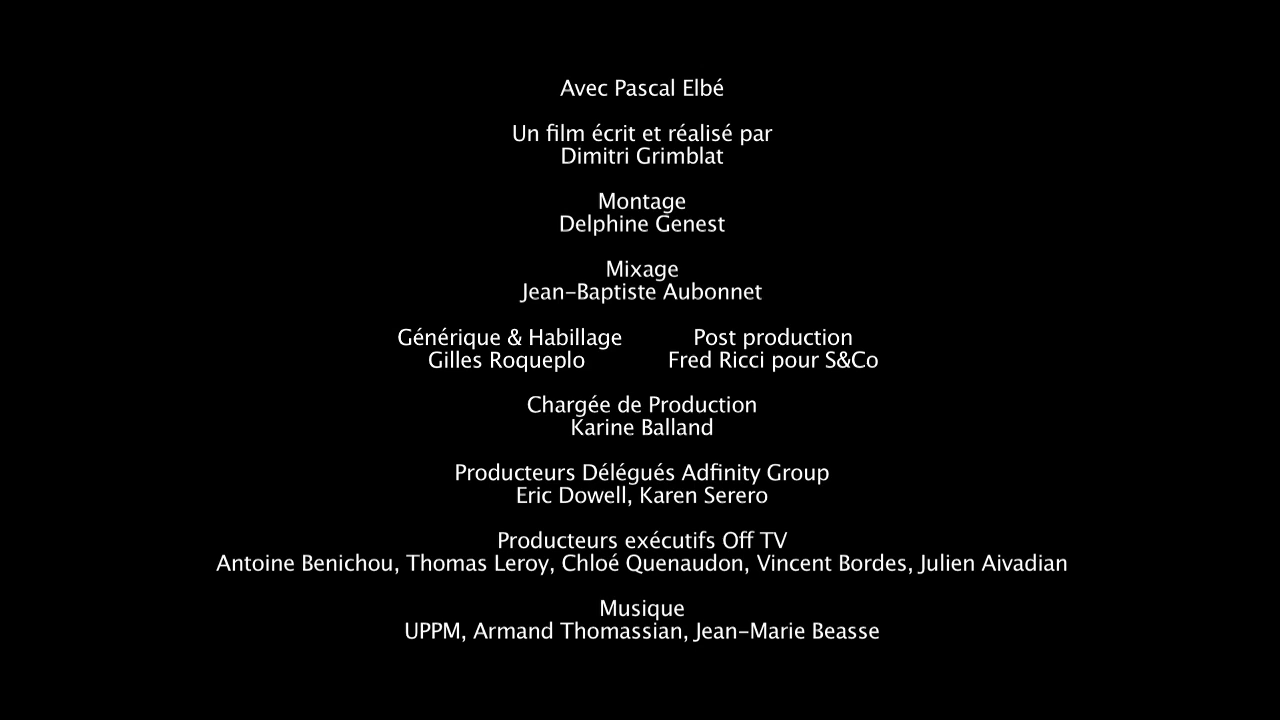 Avec Pascal Elbé
Un film écrit et réalisé par
Dimitri Grimblat
Montage
Delphine Genest
Mixage
Jean-Baptiste Aubonnet
Générique & Habillage
Gilles Roqueplo
Post production
Fred Ricci pour S&Co
Chargée de Production
Karine Balland
Producteurs Délégués Adfinity Group
Eric Dowell, Karen Serero
Producteurs exécutifs Off TV
Antoine Benichou, Thomas Leroy, Chloé Quenaudon, Vincent Bordes, Julien Aivadian
Musique
UPPM, Armand Thomassian, Jean-Marie Beasse